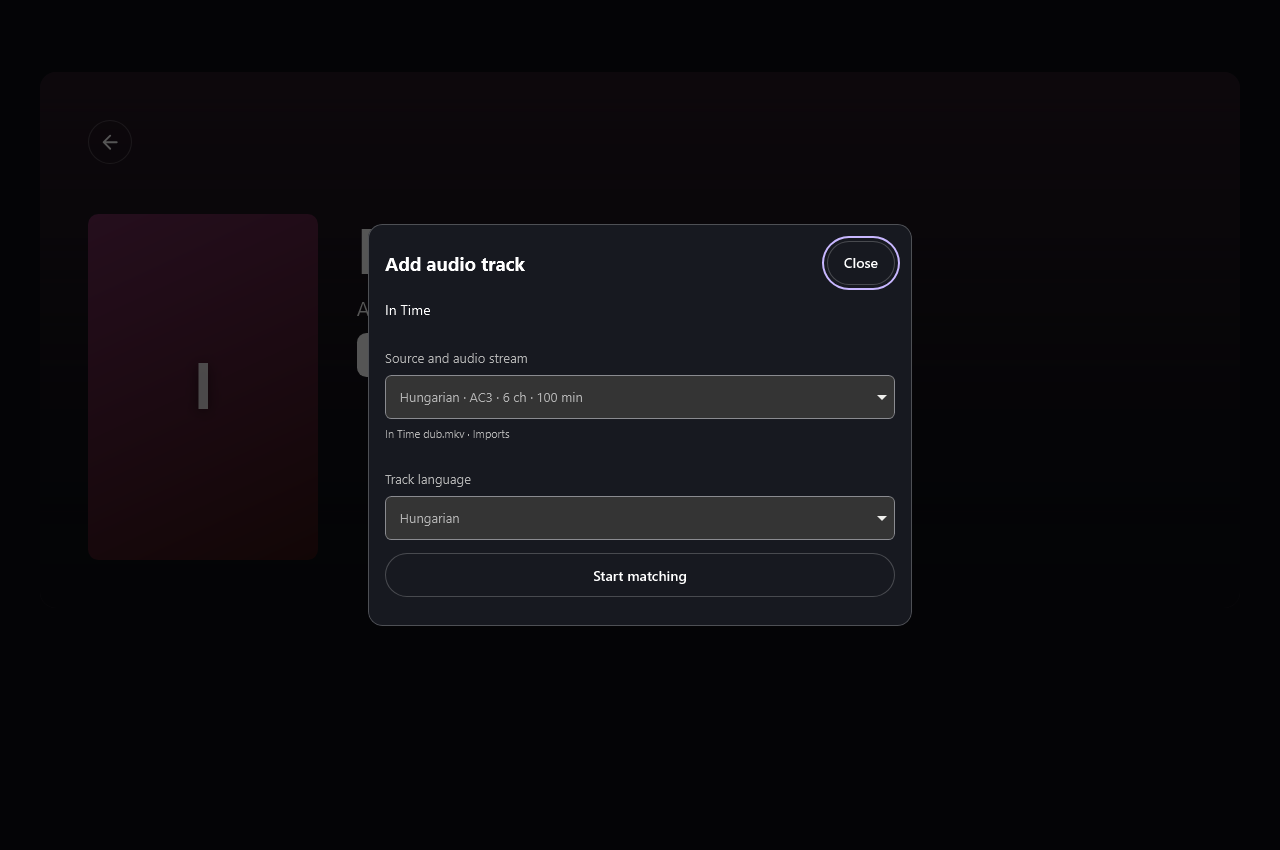 I
Add audio track
Close
In Time
Source and audio stream
Hungarian · AC3 · 6 ch · 100 min
In Time dub.mkv · Imports
Track language
Hungarian
Start matching